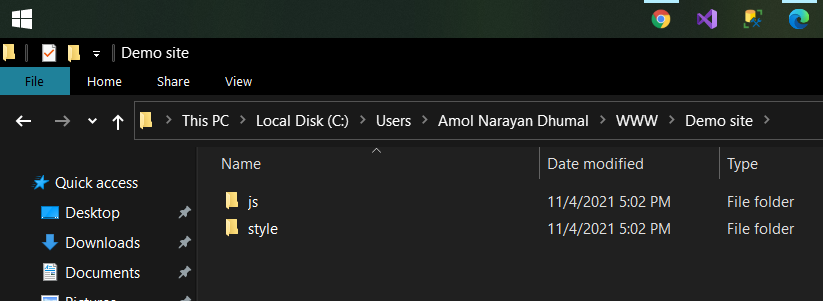 Demo site
File Home Share View
This PC Local Disk (C:) Users Amol Narayan Dhumal WWW Demo site
Name Date modified Type
Quick access
js 11/4/2021 5:02 PM File folder
Desktop
style 11/4/2021 5:02 PM File folder
Downloads
Documents
Pictures